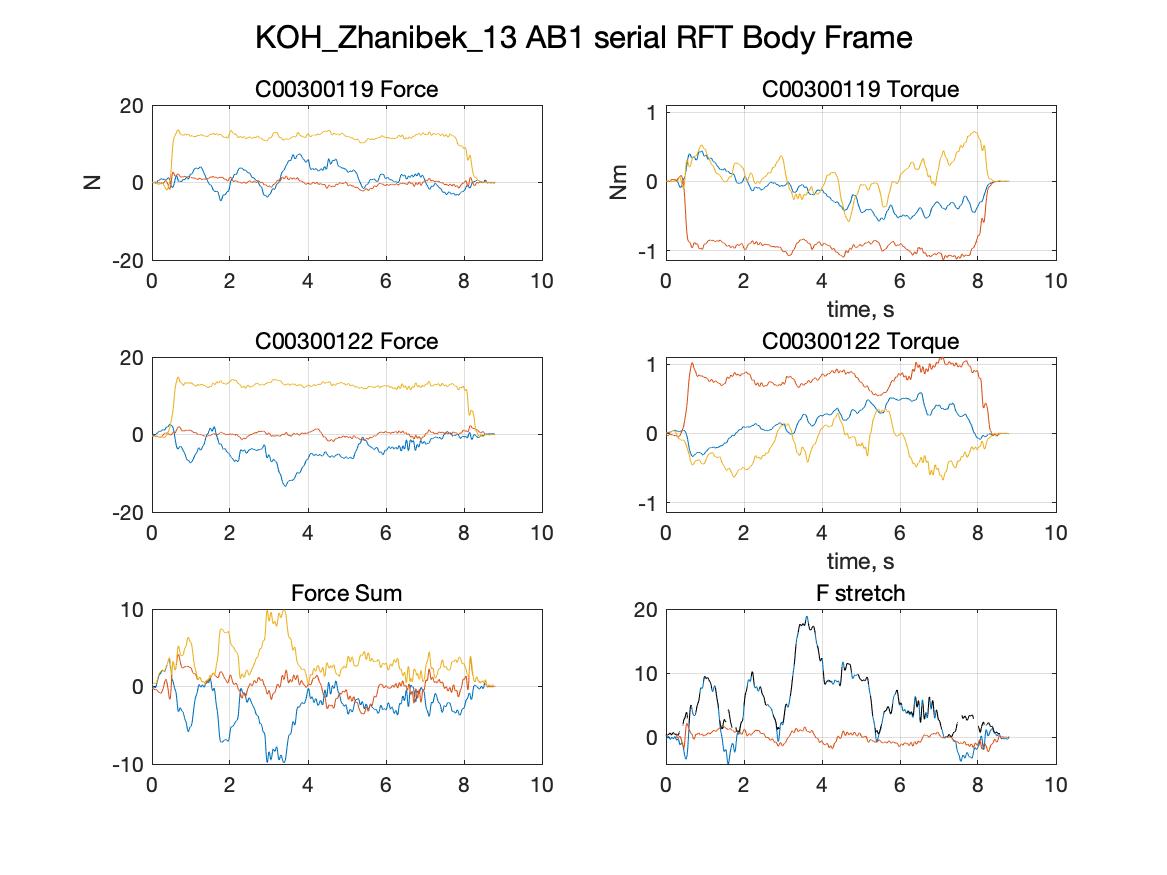 KOH_Zhanibek_13 AB1 serial RFT Body Frame
C00300119 Force
20
0
-20
N
0 2 4 6 8 10
C00300119 Torque
1
0
-1
Nm
0 2 4 6 8 10
time, s
C00300122 Force
20
0
-20
0 2 4 6 8 10
C00300122 Torque
1
0
-1
0 2 4 6 8 10
time, s
Force Sum
10
0
-10
0 2 4 6 8 10
F stretch
20
10
0
0 2 4 6 8 10